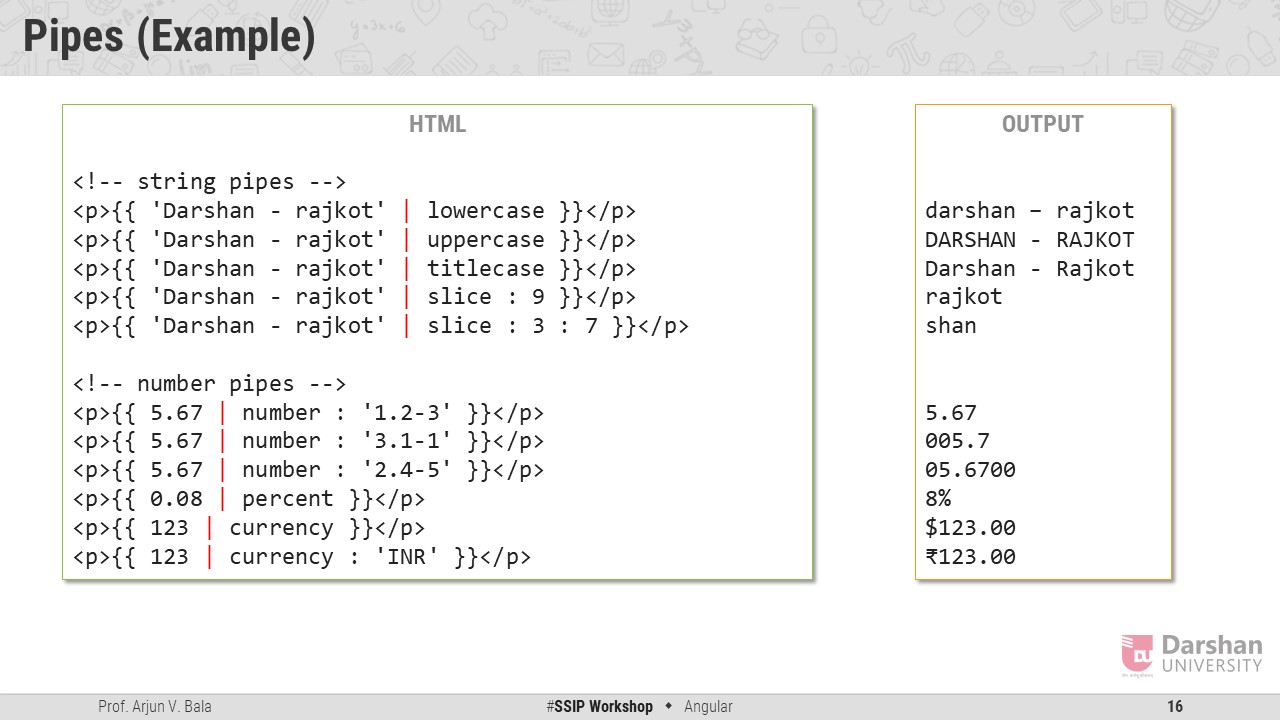 Pipes (Example)
HTML
<!-- string pipes -->
<p>{{ 'Darshan - rajkot' | lowercase }}</p>
<p>{{ 'Darshan - rajkot' | uppercase }}</p>
<p>{{ 'Darshan - rajkot' | titlecase }}</p>
<p>{{ 'Darshan - rajkot' | slice : 9 }}</p>
<p>{{ 'Darshan - rajkot' | slice : 3 : 7 }}</p>
<!-- number pipes -->
<p>{{ 5.67 | number : '1.2-3' }}</p>
<p>{{ 5.67 | number : '3.1-1' }}</p>
<p>{{ 5.67 | number : '2.4-5' }}</p>
<p>{{ 0.08 | percent }}</p>
<p>{{ 123 | currency }}</p>
<p>{{ 123 | currency : 'INR' }}</p>
OUTPUT
darshan – rajkot
DARSHAN - RAJKOT
Darshan - Rajkot
rajkot
shan
5.67
005.7
05.6700
8%
$123.00
₹123.00
DU
Darshan
UNIVERSITY
Prof. Arjun V. Bala
#SSIP Workshop ◆ Angular
16